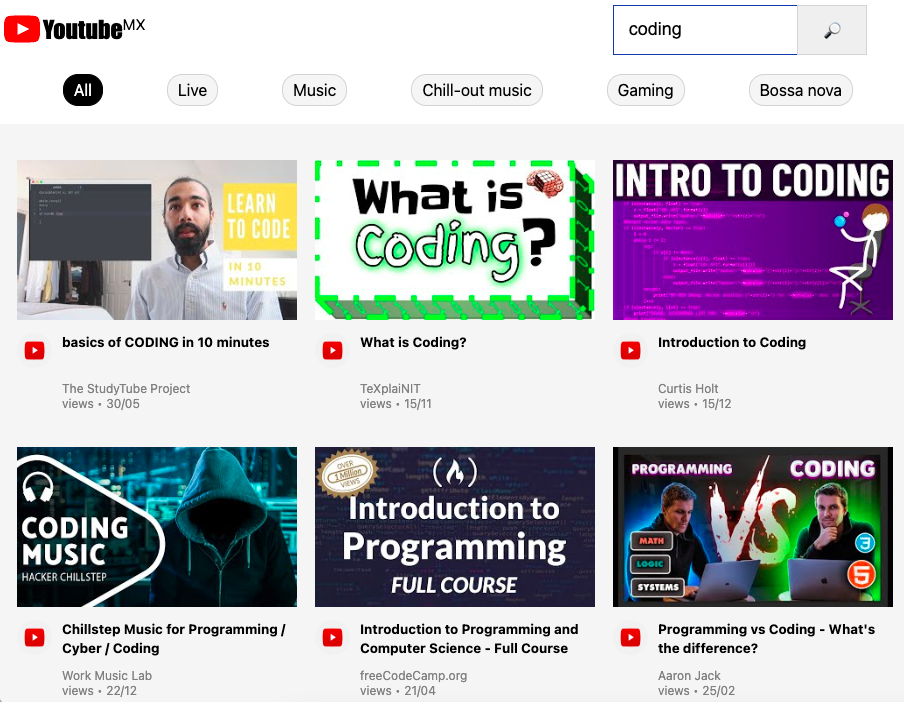 YoutubeMX
coding
All
Live
Music
Chill-out music
Gaming
Bossa nova
LEARN
TO CODE
IN 10
MINUTES
What is
Coding?
INTRO TO CODING
basics of CODING in 10 minutes
The StudyTube Project
views • 30/05
What is Coding?
TeXplaiNIT
views • 15/11
Introduction to Coding
Curtis Holt
views • 15/12
CODING
MUSIC
HACKER CHILLSTEP
OVER
1 Million
VIEWS
Introduction to
Programming
FULL COURSE
PROGRAMMING
CODING
VS
MATH
LOGIC
SYSTEMS
3
5
Chillstep Music for Programming /
Cyber / Coding
Work Music Lab
views • 22/12
Introduction to Programming and
Computer Science - Full Course
freeCodeCamp.org
views • 21/04
Programming vs Coding - What's
the difference?
Aaron Jack
views • 25/02